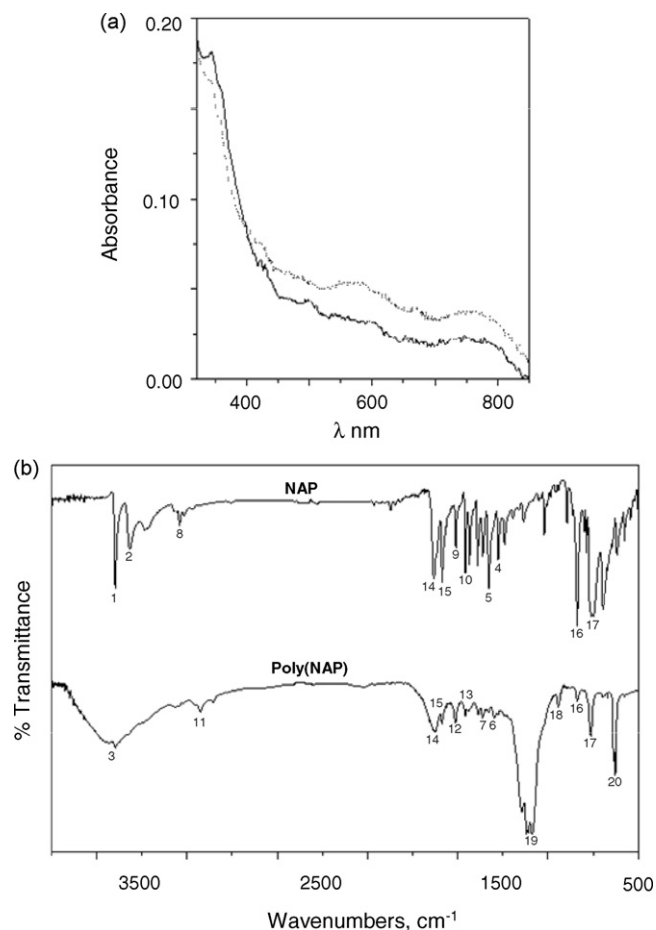 (a)
0.20
0.10
0.00
Absorbance
400 600 800
λ nm
(b)
NAP
1
2
8
14
15
9
10
5
4
16
17
Poly(NAP)
3
11
15
14
12
13
7 6
19
18
16
17
20
% Transmittance
3500 2500 1500 500
Wavenumbers, cm-1